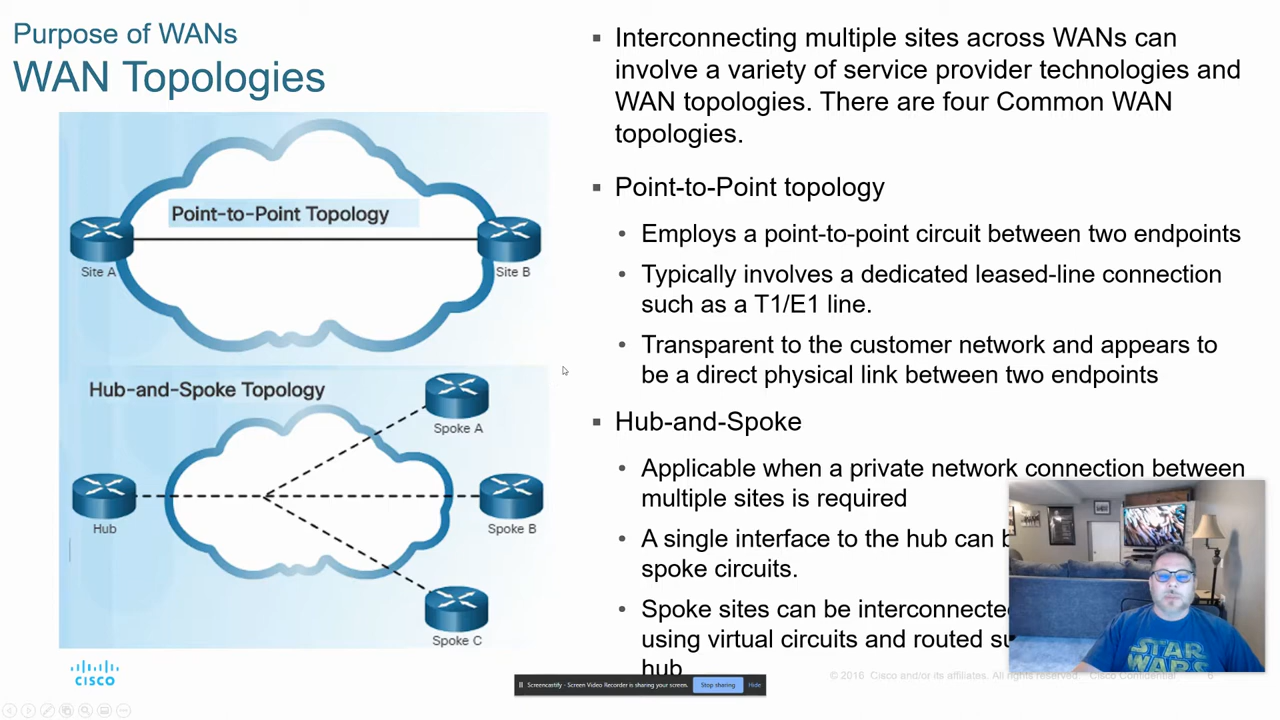 Purpose of WANs
WAN Topologies
Point-to-Point Topology
Site A
Site B
Hub-and-Spoke Topology
Spoke A
Hub
Spoke B
Spoke C
CISCO
Interconnecting multiple sites across WANs can
involve a variety of service provider technologies and
WAN topologies. There are four Common WAN
topologies.
Point-to-Point topology
Employs a point-to-point circuit between two endpoints
Typically involves a dedicated leased-line connection
such as a T1/E1 line.
Transparent to the customer network and appears to
be a direct physical link between two endpoints
Hub-and-Spoke
Applicable when a private network connection between
multiple sites is required
A single interface to the hub can
spoke circuits.
Spoke sites can be interconnected
using virtual circuits and routed
hub
Screencastify - Screen Video Recorder is sharing your screen.
Stop sharing
Hide
© 2016 Cisco and/or its affiliates. All rights reserved. Cisco Confidential
6
STAR
WARS